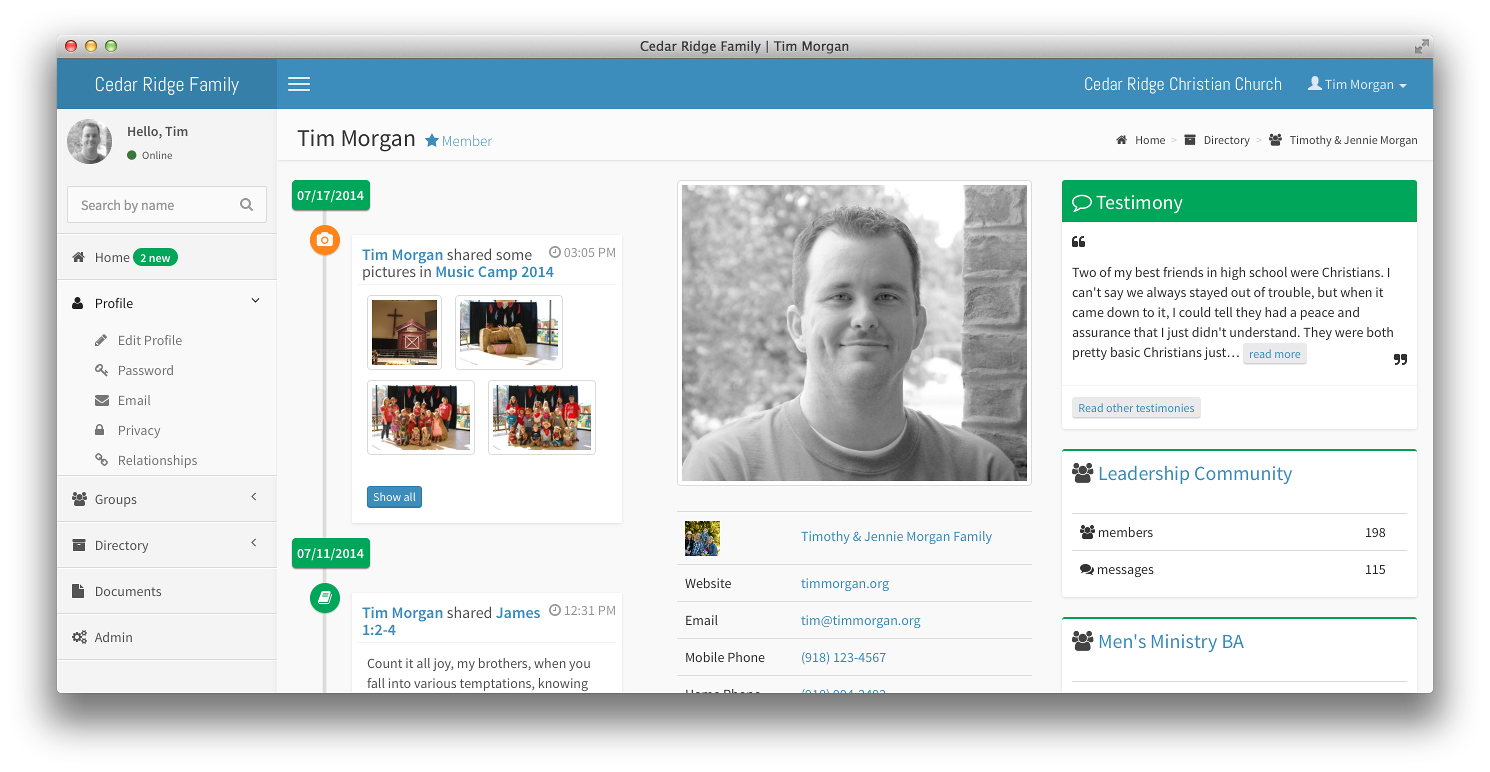 Cedar Ridge Family | Tim Morgan
Cedar Ridge Family
Cedar Ridge Christian Church
Tim Morgan
Hello, Tim
Online
Search by name
Home 2 new
Profile
Edit Profile
Password
Email
Privacy
Relationships
Groups
Directory
Documents
Admin
Tim Morgan Member
Home > Directory > Timothy & Jennie Morgan
07/17/2014
Tim Morgan shared some
03:05 PM
pictures in Music Camp 2014
Show all
07/11/2014
Tim Morgan shared James
12:31 PM
1:2-4
Count it all joy, my brothers, when you
fall into various temptations, knowing
Timothy & Jennie Morgan Family
Website timmorgan.org
Email tim@timmorgan.org
Mobile Phone (918) 123-4567
Home Phone
Testimony
Two of my best friends in high school were Christians. I
can't say we always stayed out of trouble, but when it
came down to it, I could tell they had a peace and
assurance that I just didn't understand. They were both
pretty basic Christians just… read more
Read other testimonies
Leadership Community
members 198
messages 115
Men's Ministry BA